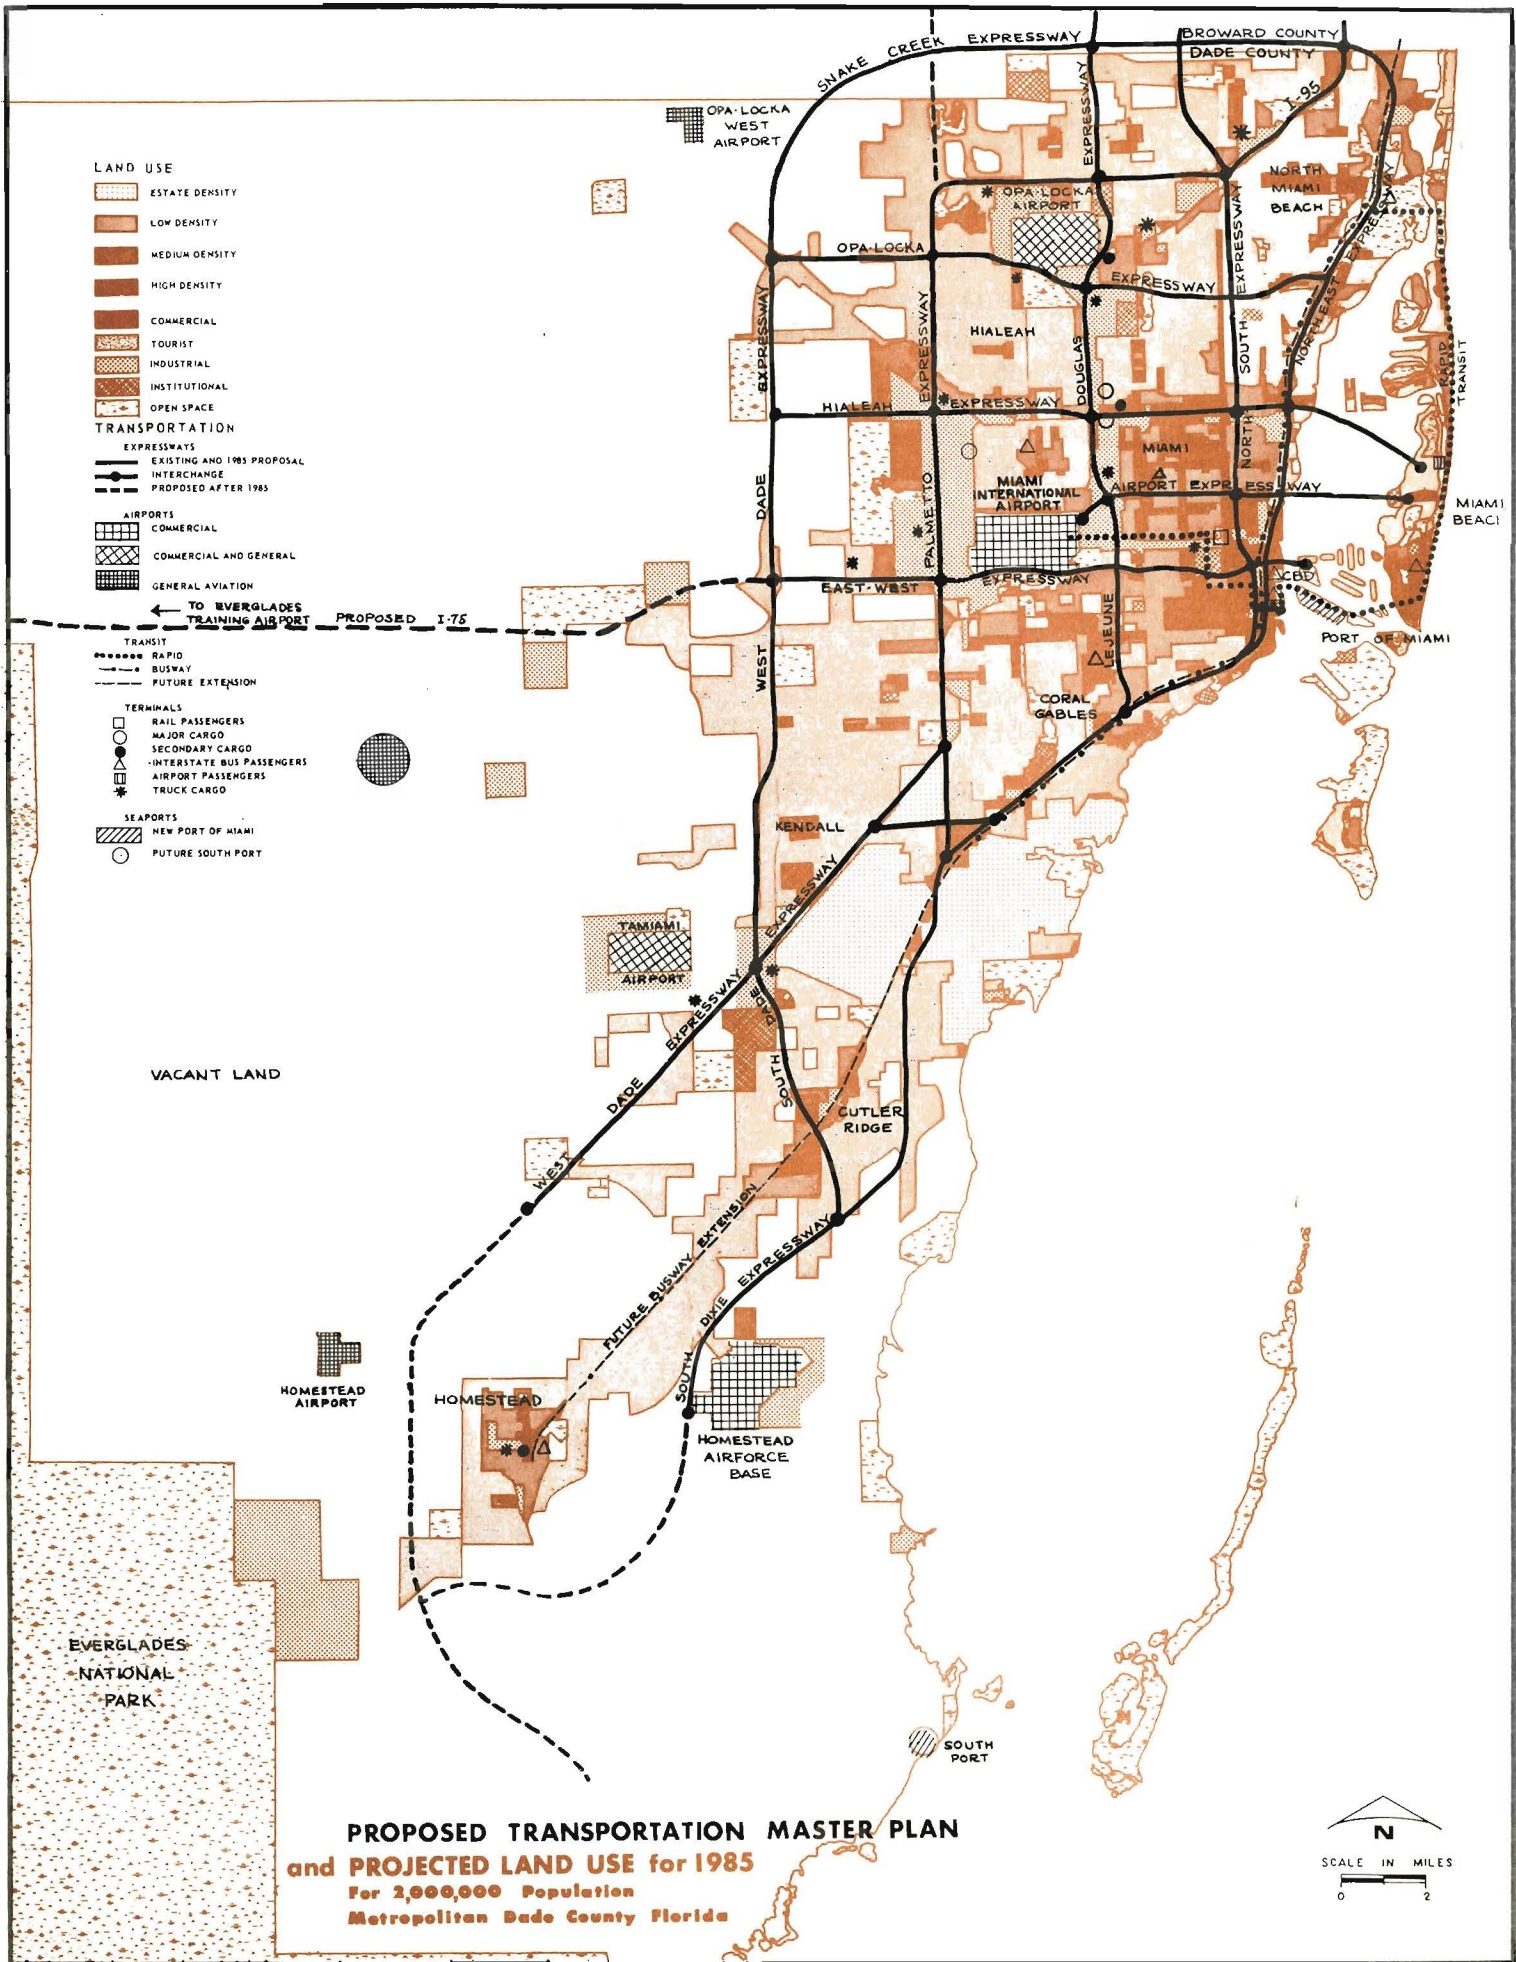 SNAKE CREEK EXPRESSWAY
BROWARD COUNTY
DADE COUNTY
I-95
EXPRESSWAY
OPA-LOCKA
WEST
AIRPORT
LAND USE
ESTATE DENSITY
LOW DENSITY
MEDIUM DENSITY
HIGH DENSITY
COMMERCIAL
TOURIST
INDUSTRIAL
INSTITUTIONAL
OPEN SPACE
TRANSPORTATION
EXPRESSWAYS
EXISTING AND 1985 PROPOSAL
INTERCHANGE
PROPOSED AFTER 1985
AIRPORTS
COMMERCIAL
COMMERCIAL AND GENERAL
GENERAL AVIATION
← TO EVERGLADES
TRAINING AIRPORT PROPOSED I-75
TRANSIT
RAPID
BUSWAY
FUTURE EXTENSION
TERMINALS
RAIL PASSENGERS
MAJOR CARGO
SECONDARY CARGO
INTERSTATE BUS PASSENGERS
AIRPORT PASSENGERS
TRUCK CARGO
SEAPORTS
NEW PORT OF MIAMI
FUTURE SOUTH PORT
NORTH
MIAMI
BEACH
OPA-LOCKA
AIRPORT
OPA-LOCKA
EXPRESSWAY
NORTH EAST EXPRESSWAY
NORTH SOUTH EXPRESSWAY
HIALEAH
DOUGLAS
RAPID
TRANSIT
WEST DADE EXPRESSWAY
PALMETTO EXPRESSWAY
HIALEAH EXPRESSWAY
MIAMI
MIAMI
INTERNATIONAL
AIRPORT
AIRPORT EXPRESSWAY
MIAMI
BEACI
EAST-WEST EXPRESSWAY
CBD
LEJEUNE
PORT OF MIAMI
CORAL
GABLES
KENDALL
EXPRESSWAY
TAMIAMI
AIRPORT
WEST DADE EXPRESSWAY
SOUTH DADE
VACANT LAND
CUTLER
RIDGE
FUTURE BUSWAY EXTENSION
SOUTH DIXIE EXPRESSWAY
HOMESTEAD
AIRPORT
HOMESTEAD
HOMESTEAD
AIRFORCE
BASE
EVERGLADES
NATIONAL
PARK
SOUTH
PORT
PROPOSED TRANSPORTATION MASTER PLAN
and PROJECTED LAND USE for 1985
For 2,000,000 Population
Metropolitan Dade County Florida
N
SCALE IN MILES
0 2